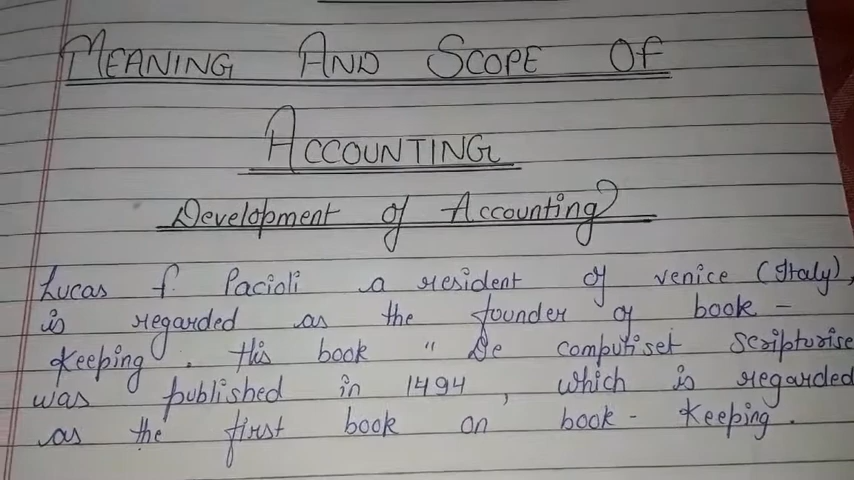 MEANING AND SCOPE OF
ACCOUNTING
Development of Accounting
Lucas f. Pacioli a resident of venice (Italy),
is regarded as the founder of book -
Keeping. His book " De computiset Scripturise
was published in 1494, which is regarded
as the first book on book - Keeping.